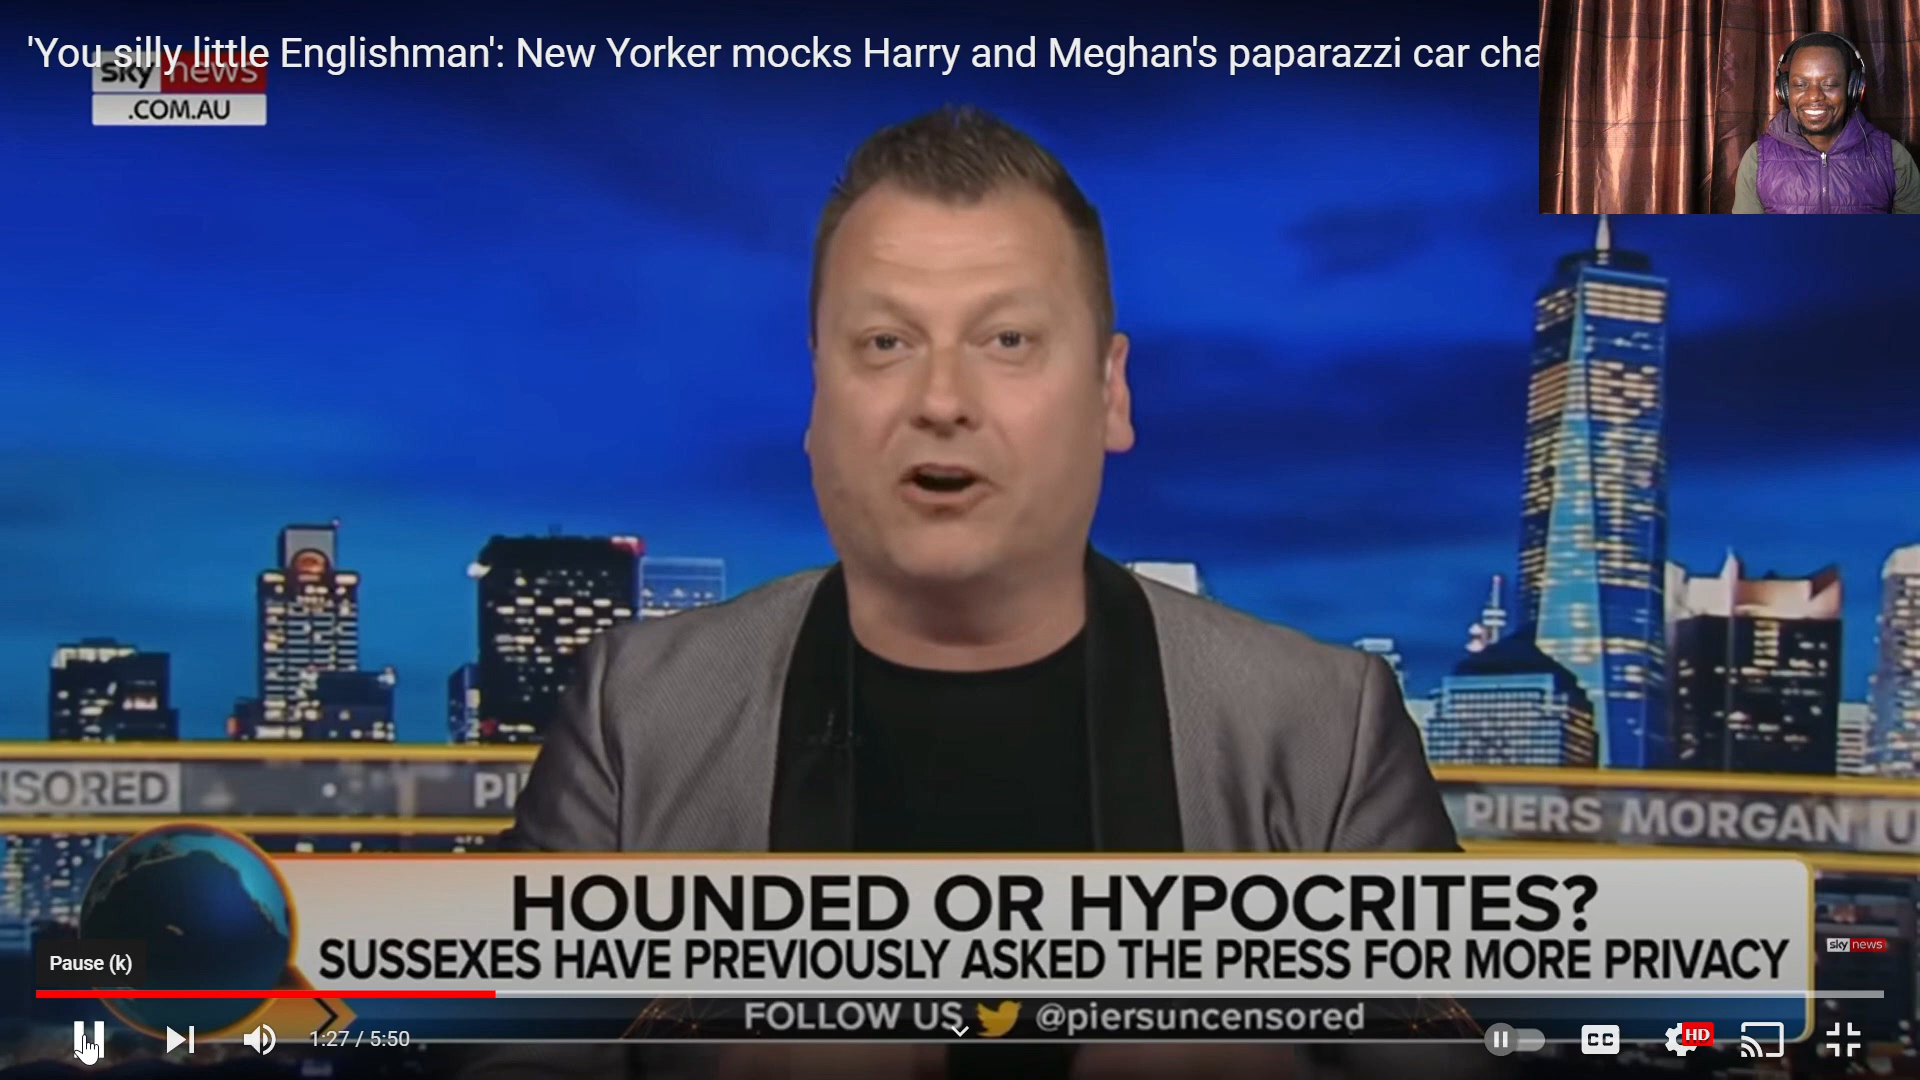 'You silly little Englishman': New Yorker mocks Harry and Meghan's paparazzi car cha
sky news
.COM.AU
NSORED
PI
PIERS MORGAN U
HOUNDED OR HYPOCRITES?
SUSSEXES HAVE PREVIOUSLY ASKED THE PRESS FOR MORE PRIVACY
sky news
Pause (k)
FOLLOW US @piersuncensored
1:27 / 5:50
CC
HD